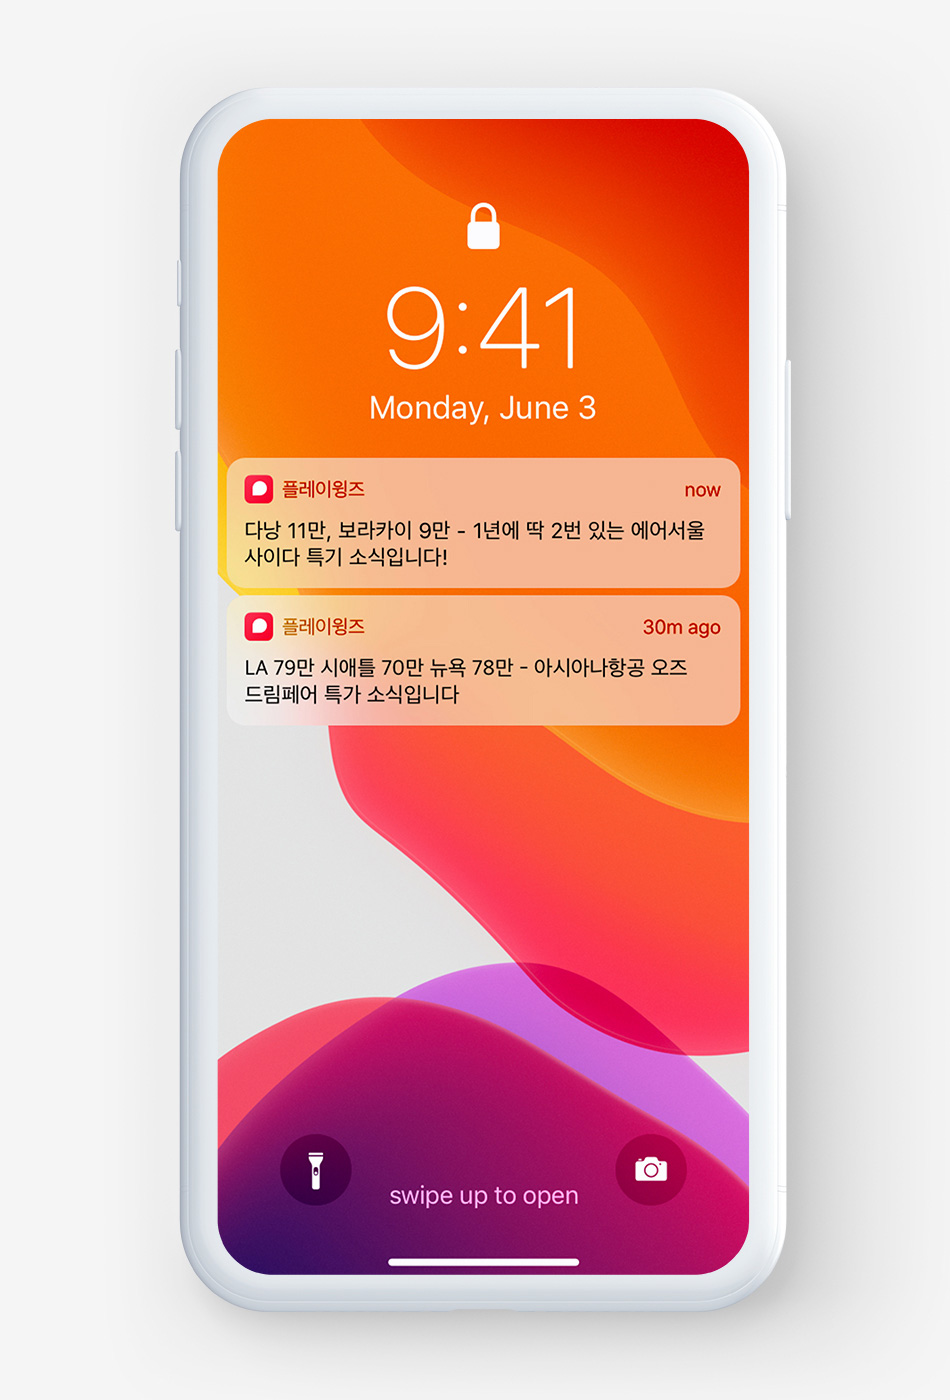 9:41
Monday, June 3
플레이윙즈 now
다낭 11만, 보라카이 9만 - 1년에 딱 2번 있는 에어서울
사이다 특기 소식입니다!
플레이윙즈 30m ago
LA 79만 시애틀 70만 뉴욕 78만 - 아시아나항공 오즈
드림페어 특가 소식입니다
swipe up to open